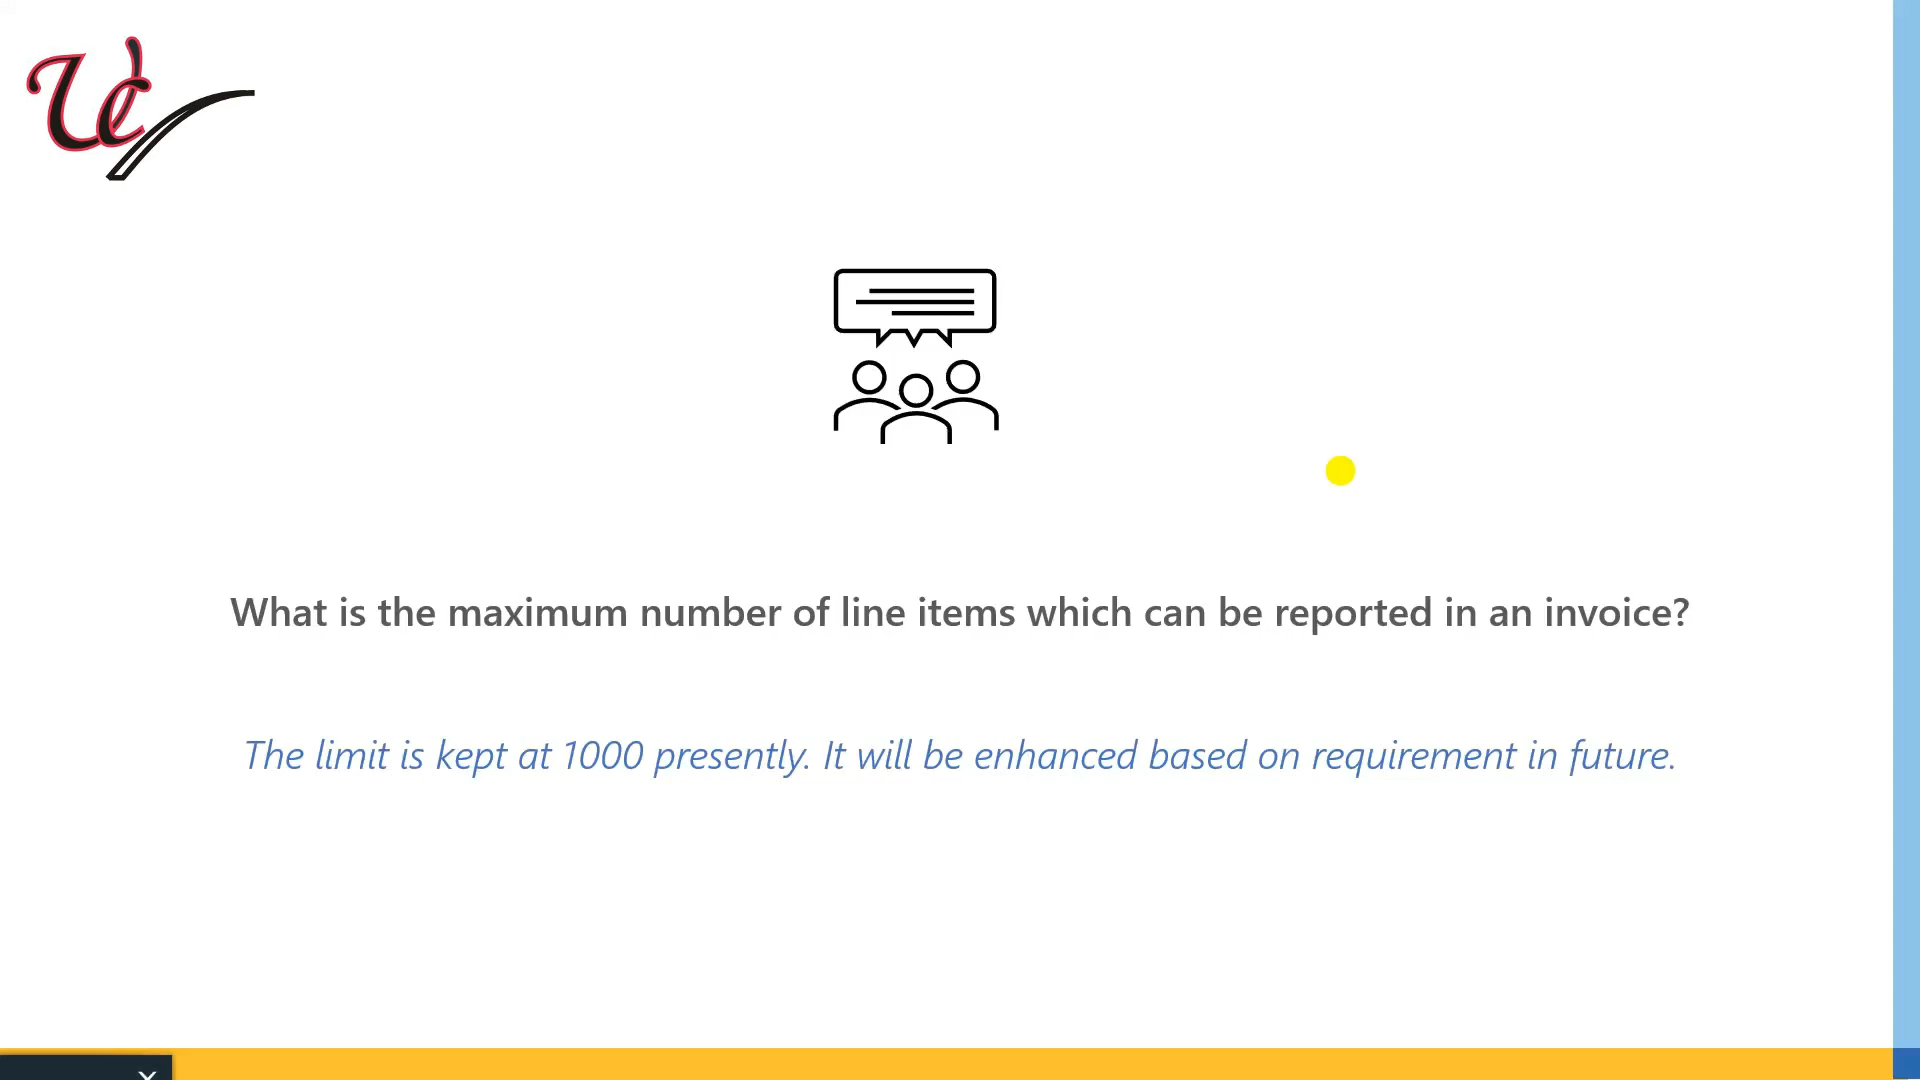 What is the maximum number of line items which can be reported in an invoice?
The limit is kept at 1000 presently. It will be enhanced based on requirement in future.